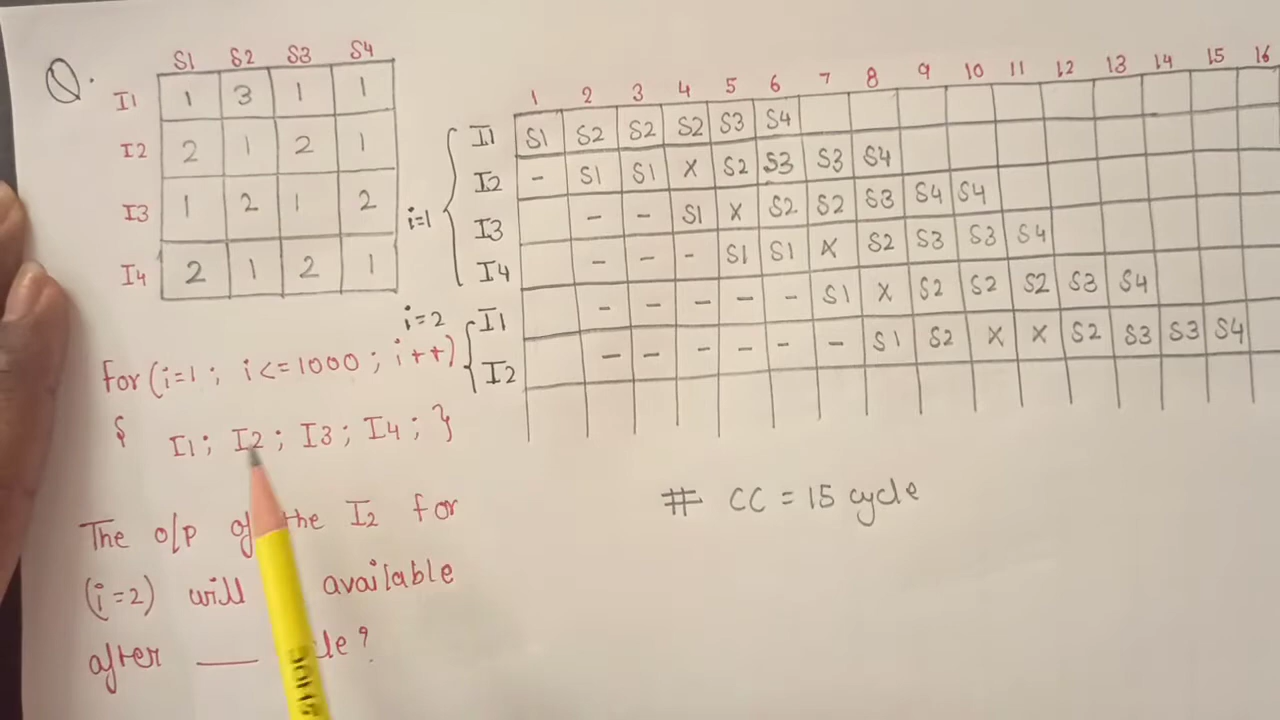 Q.
S1 S2 S3 S4
I1 1 3 1 1
I2 2 1 2 1
I3 1 2 1 2
I4 2 1 2 1
for (i=1 ; i<=1000 ; i++)
{ I1; I2; I3; I4; }
The o/p of the I2 for
(i=2) will available
after ___ cle?
1 2 3 4 5 6 7 8 9 10 11 12 13 14 15 16
i=1
I1 S1 S2 S2 S2 S3 S4
I2 - S1 S1 X S2 S3 S3 S4
I3 - - S1 X S2 S2 S3 S4 S4
I4 - - - S1 S1 X S2 S3 S3 S4
i=2
I1 - - - - - S1 X S2 S2 S2 S3 S4
I2 - - - - - - S1 S2 X X S2 S3 S3 S4
# CC = 15 cycle